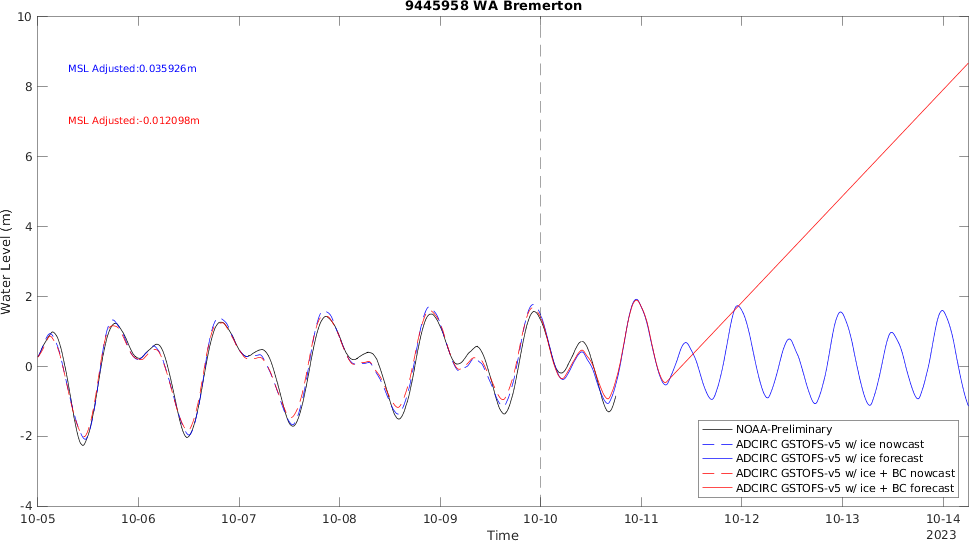 9445958 WA Bremerton
MSL Adjusted:0.035926m
MSL Adjusted:-0.012098m
Water Level (m)
10
8
6
4
2
0
-2
-4
10-05
10-06
10-07
10-08
10-09
10-10
10-11
10-12
10-13
10-14
Time
2023
NOAA-Preliminary
ADCIRC GSTOFS-v5 w/ ice nowcast
ADCIRC GSTOFS-v5 w/ ice forecast
ADCIRC GSTOFS-v5 w/ ice + BC nowcast
ADCIRC GSTOFS-v5 w/ ice + BC forecast